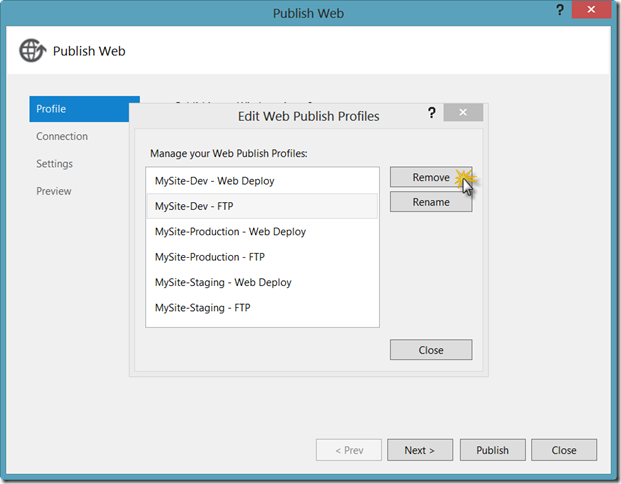 Publish Web
?
Publish Web
Profile
Connection
Settings
Preview
Edit Web Publish Profiles
?
Manage your Web Publish Profiles:
MySite-Dev - Web Deploy
MySite-Dev - FTP
MySite-Production - Web Deploy
MySite-Production - FTP
MySite-Staging - Web Deploy
MySite-Staging - FTP
Remove
Rename
Close
< Prev
Next >
Publish
Close